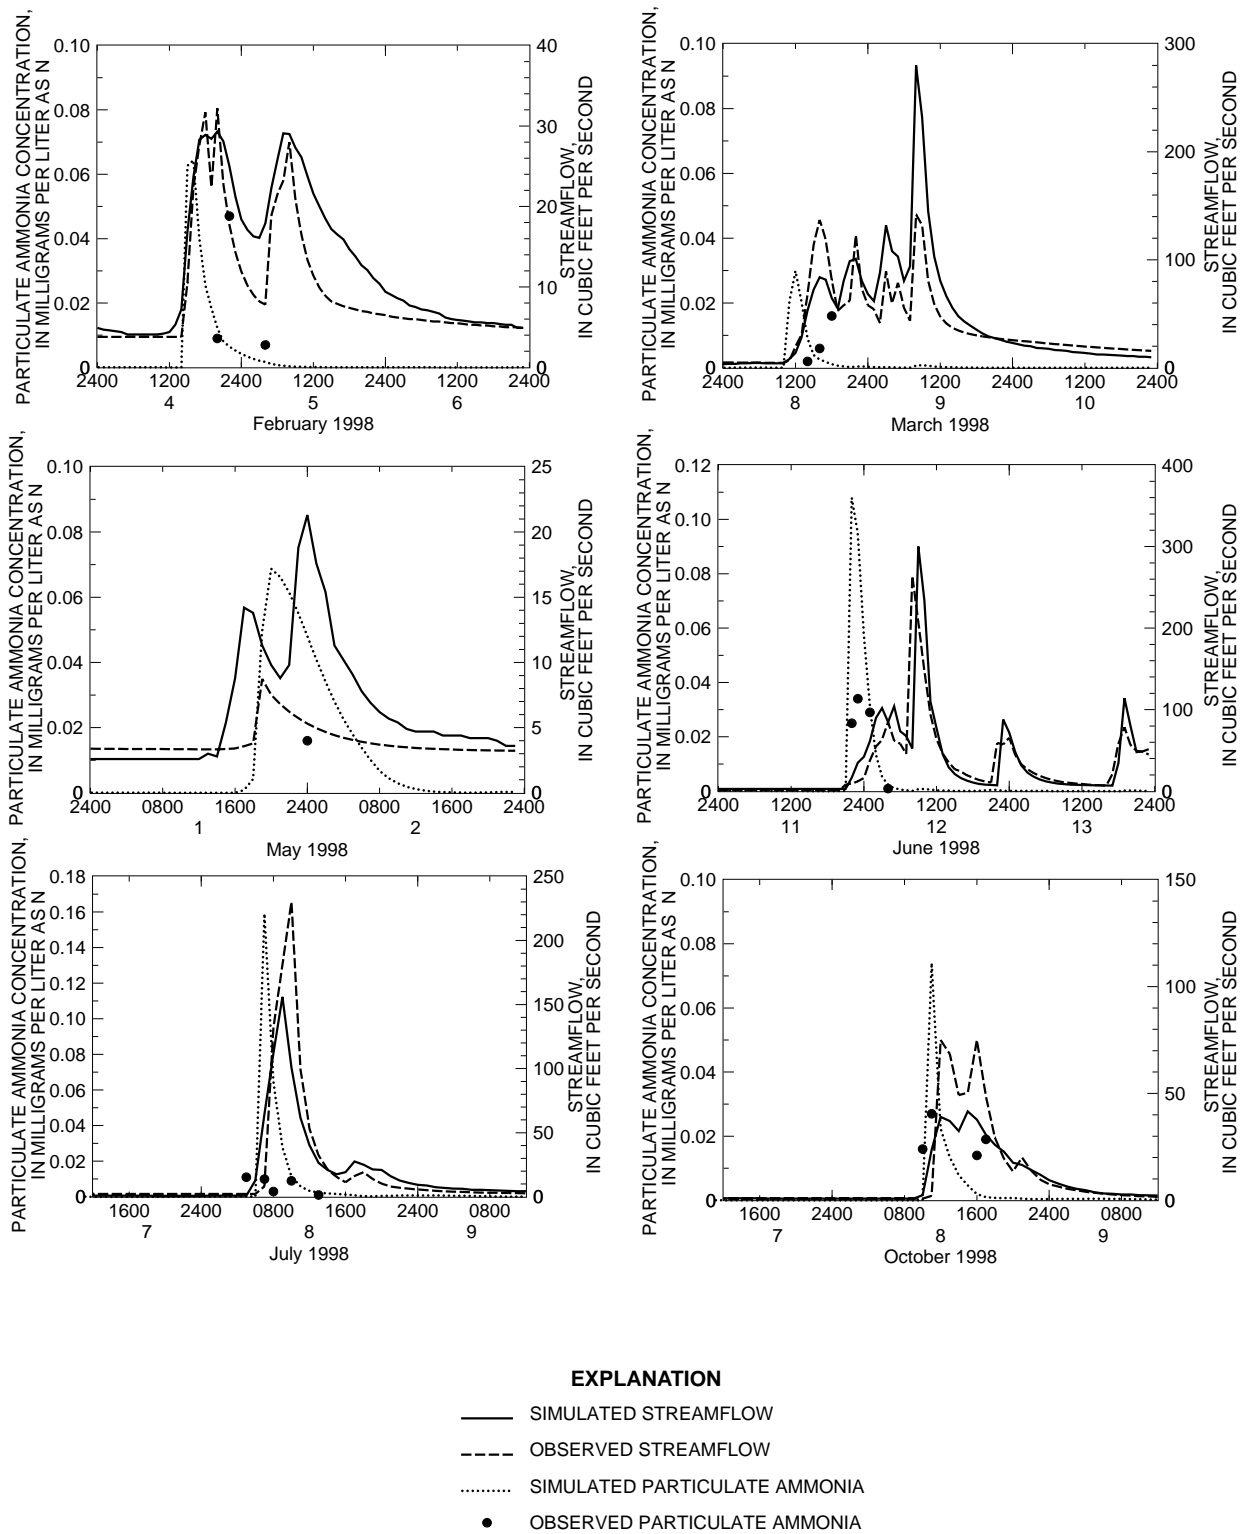 PARTICULATE AMMONIA CONCENTRATION,
IN MILLIGRAMS PER LITER AS N
0.10
0.08
0.06
0.04
0.02
0
40
30
20
10
0
STREAMFLOW,
IN CUBIC FEET PER SECOND
2400 1200 2400 1200 1200 2400
4 5 6
February 1998
PARTICULATE AMMONIA CONCENTRATION,
IN MILLIGRAMS PER LITER AS N
0.10
0.08
0.06
0.04
0.02
0
300
200
100
0
STREAMFLOW,
IN CUBIC FEET PER SECOND
2400 1200 2400 1200 2400 1200 2400
8 9 10
March 1998
PARTICULATE AMMONIA CONCENTRATION,
IN MILLIGRAMS PER LITER AS N
0.10
0.08
0.06
0.04
0.02
0
25
20
15
10
5
0
STREAMFLOW,
IN CUBIC FEET PER SECOND
2400 0800 1600 2400 0800 1600 2400
1 2
May 1998
PARTICULATE AMMONIA CONCENTRATION,
IN MILLIGRAMS PER LITER AS N
0.12
0.10
0.08
0.06
0.04
0.02
0
400
300
200
100
0
STREAMFLOW,
IN CUBIC FEET PER SECOND
2400 1200 2400 1200 2400 1200 2400
11 12 13
June 1998
PARTICULATE AMMONIA CONCENTRATION,
IN MILLIGRAMS PER LITER AS N
0.18
0.16
0.14
0.12
0.10
0.08
0.06
0.04
0.02
0
250
200
150
100
50
0
STREAMFLOW,
IN CUBIC FEET PER SECOND
1600 2400 0800 1600 2400 0800
7 8 9
July 1998
PARTICULATE AMMONIA CONCENTRATION,
IN MILLIGRAMS PER LITER AS N
0.10
0.08
0.06
0.04
0.02
0
150
100
50
0
STREAMFLOW,
IN CUBIC FEET PER SECOND
1600 2400 0800 1600 2400 0800
7 8 9
October 1998
EXPLANATION
SIMULATED STREAMFLOW
OBSERVED STREAMFLOW
SIMULATED PARTICULATE AMMONIA
OBSERVED PARTICULATE AMMONIA